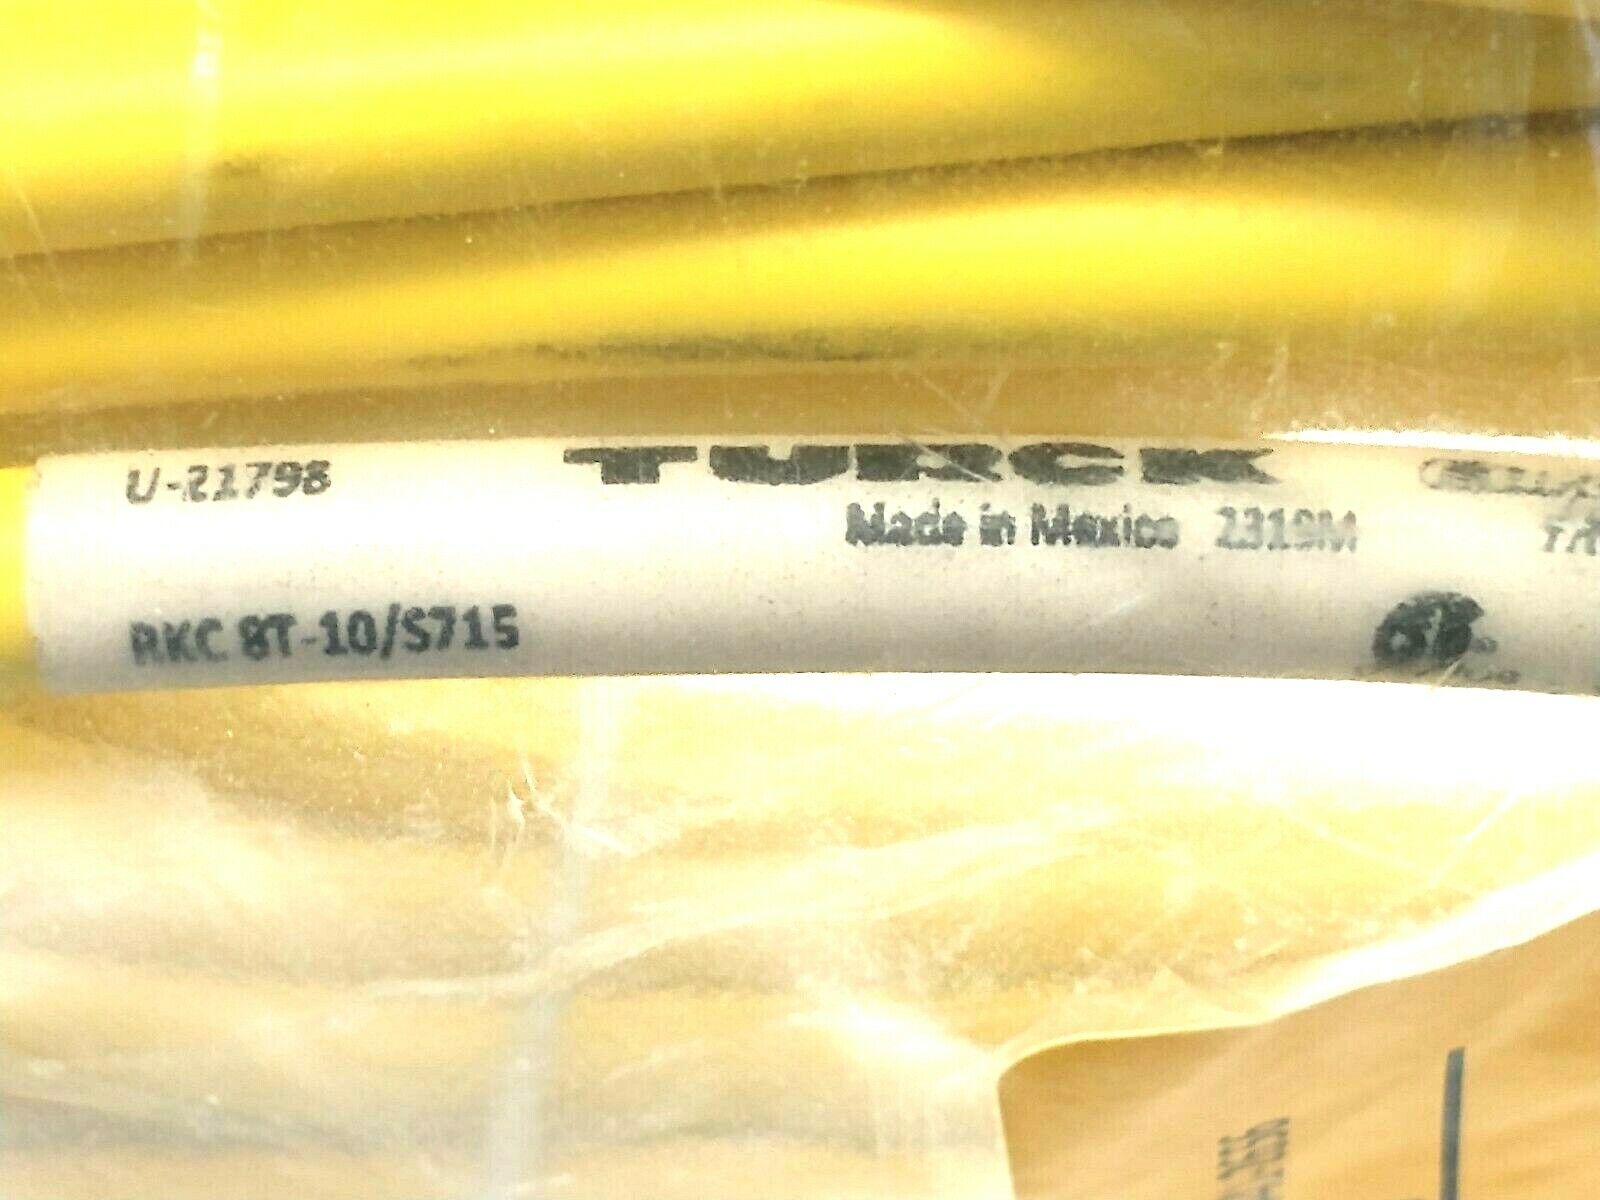 U-21798 TURCK
Made in Mexico 2319M
RKC 8T-10/S715